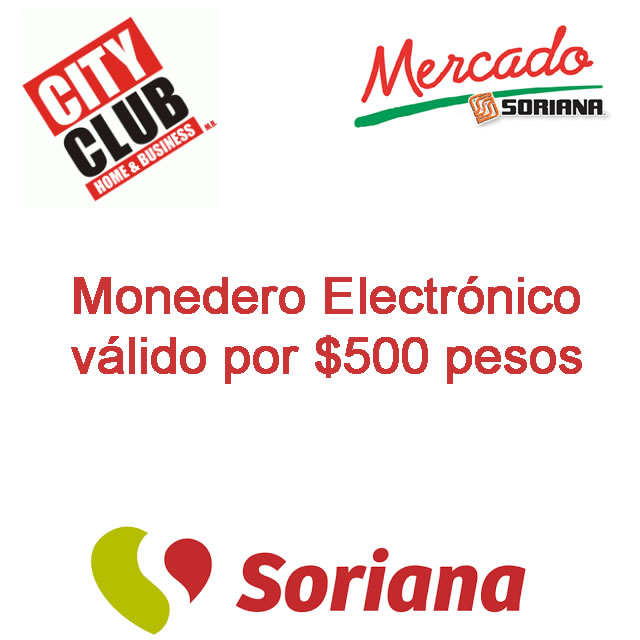 CITY
CLUB
HOME & BUSINESS M.R.
Mercado
SORIANA
Monedero Electrónico
válido por $500 pesos
Soriana